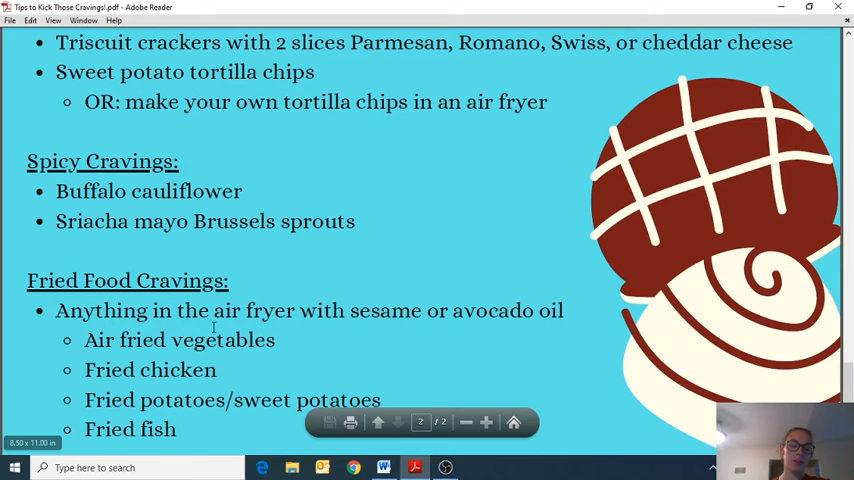 Tips to Kick Those Cravings!.pdf - Adobe Reader
File Edit View Window Help
• Triscuit crackers with 2 slices Parmesan, Romano, Swiss, or cheddar cheese
• Sweet potato tortilla chips
OR: make your own tortilla chips in an air fryer
Spicy Cravings:
• Buffalo cauliflower
• Sriacha mayo Brussels sprouts
Fried Food Cravings:
• Anything in the air fryer with sesame or avocado oil
Air fried vegetables
Fried chicken
Fried potatoes/sweet potatoes
Fried fish
2 / 2
8.50 x 11.00 in
Type here to search